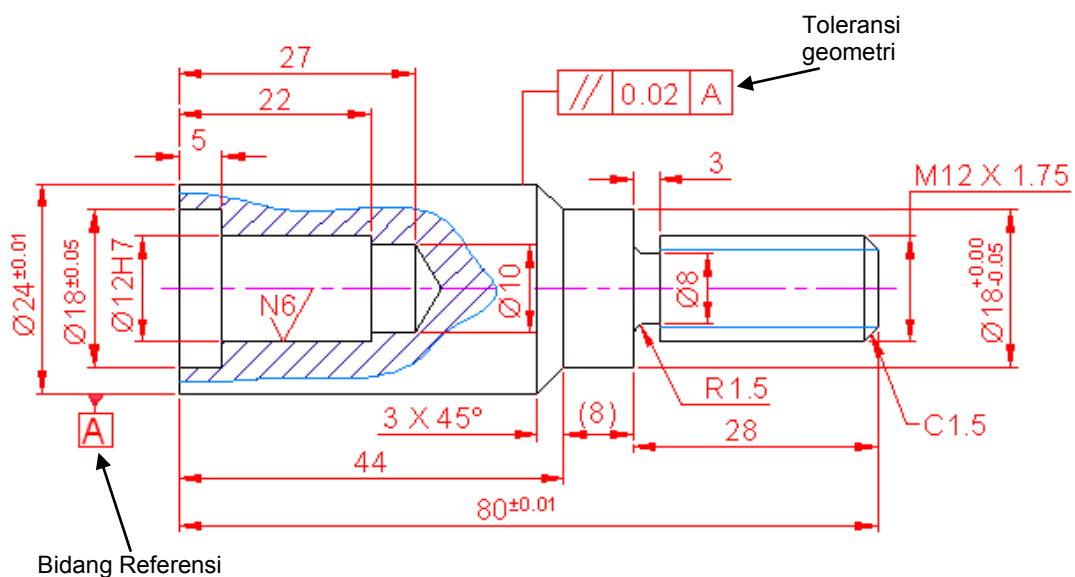 Toleransi
geometri
27
// 0.02 A
22
5
3
M12 X 1.75
Ø24±0.01
Ø18±0.05
Ø12H7
N6
Ø10
Ø8
Ø18+0.00
-0.05
A
3 X 45°
(8)
R1.5
28
C1.5
44
80±0.01
Bidang Referensi